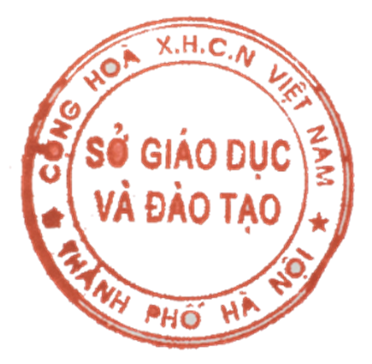 CỘNG HOÀ X.H.C.N VIỆT NAM
SỞ GIÁO DỤC
VÀ ĐÀO TẠO
THÀNH PHỐ HÀ NỘI